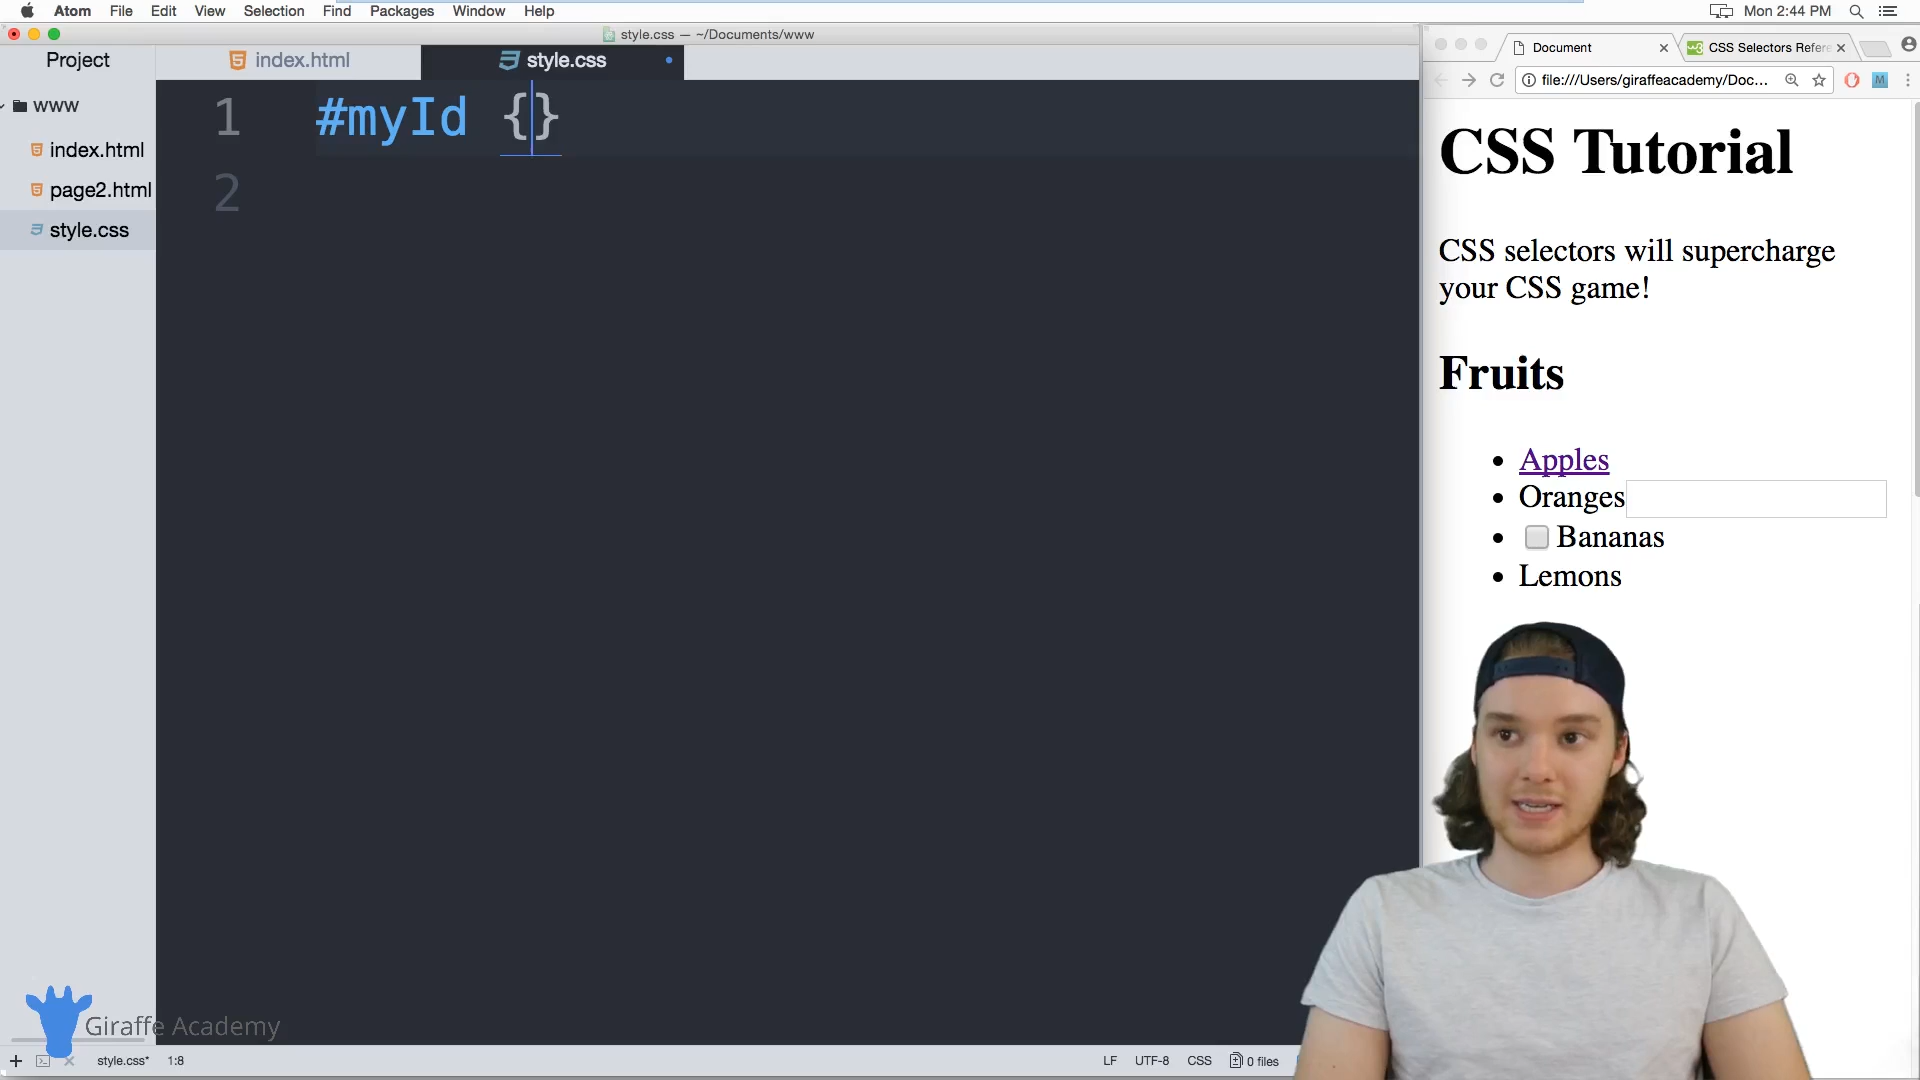 Atom File Edit View Selection Find Packages Window Help Mon 2:44 PM
style.css — ~/Documents/www
Project
index.html
style.css
Document
CSS Selectors Refere
file:///Users/giraffeacademy/Doc...
www
index.html
page2.html
style.css
1 #myId {}
2
CSS Tutorial
CSS selectors will supercharge
your CSS game!
Fruits
Apples
Oranges
Bananas
Lemons
Giraffe Academy
style.css* 1:8
LF UTF-8 CSS 0 files